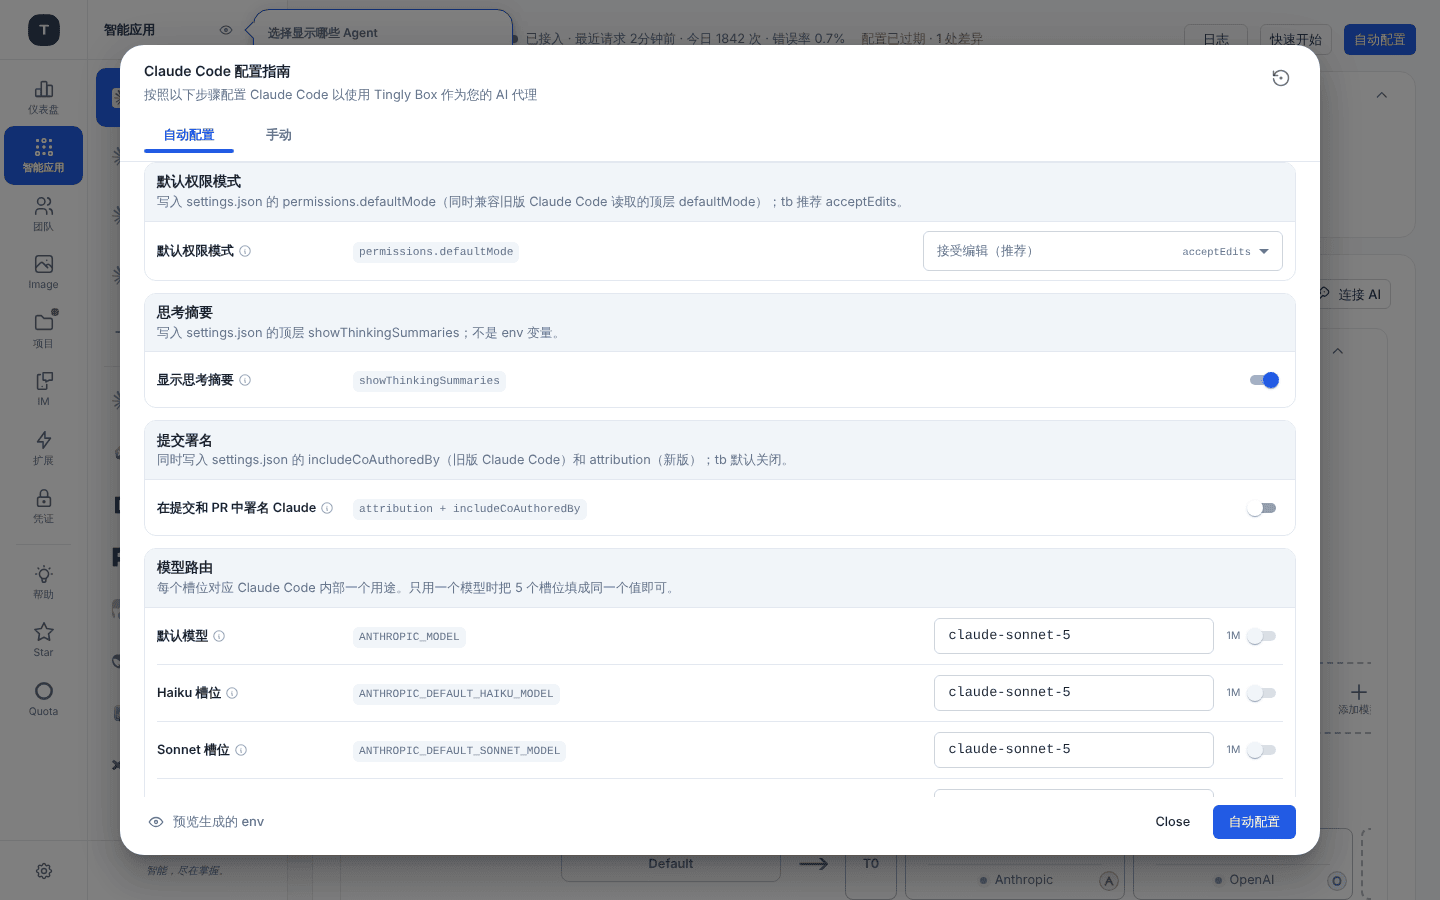 T
智能应用
选择显示哪些 Agent
已接入 · 最近请求 2分钟前 · 今日 1842 次 · 错误率 0.7%
配置已过期 · 1 处差异
日志
快速开始
自动配置
仪表盘
智能应用
团队
Image
项目
IM
扩展
凭证
帮助
Star
Quota
Claude Code 配置指南
按照以下步骤配置 Claude Code 以使用 Tingly Box 作为您的 AI 代理
自动配置
手动
默认权限模式
写入 settings.json 的 permissions.defaultMode（同时兼容旧版 Claude Code 读取的顶层 defaultMode）；tb 推荐 acceptEdits。
默认权限模式
permissions.defaultMode
接受编辑（推荐）
acceptEdits
思考摘要
写入 settings.json 的顶层 showThinkingSummaries；不是 env 变量。
显示思考摘要
showThinkingSummaries
提交署名
同时写入 settings.json 的 includeCoAuthoredBy（旧版 Claude Code）和 attribution（新版）；tb 默认关闭。
在提交和 PR 中署名 Claude
attribution + includeCoAuthoredBy
模型路由
每个槽位对应 Claude Code 内部一个用途。只用一个模型时把 5 个槽位填成同一个值即可。
默认模型
ANTHROPIC_MODEL
claude-sonnet-5
1M
Haiku 槽位
ANTHROPIC_DEFAULT_HAIKU_MODEL
claude-sonnet-5
1M
Sonnet 槽位
ANTHROPIC_DEFAULT_SONNET_MODEL
claude-sonnet-5
1M
预览生成的 env
Close
自动配置
连接 AI
添加模
智能，尽在掌握。
Default
T0
Anthropic
A
OpenAI
O